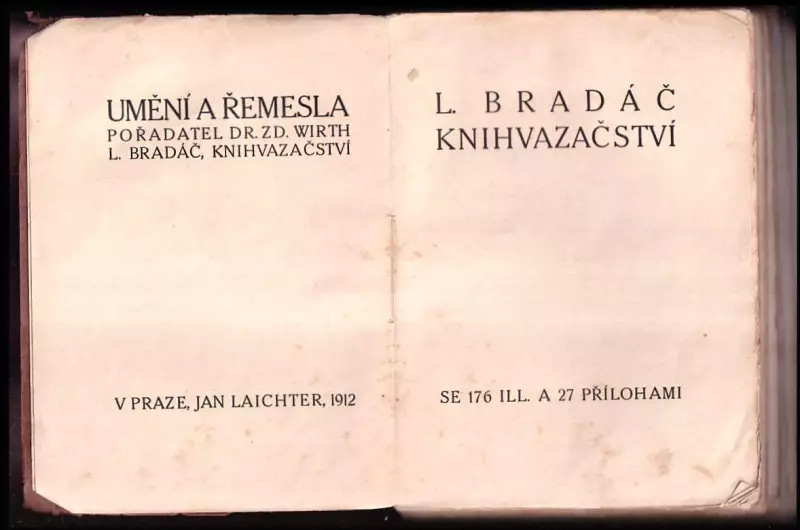 UMĚNÍ A ŘEMESLA
POŘADATEL DR. ZD. WIRTH
L. BRADÁČ, KNIHVAZAČSTVÍ
V PRAZE, JAN LAICHTER, 1912
L. BRADÁČ
KNIHVAZAČSTVÍ
SE 176 ILL. A 27 PŘÍLOHAMI